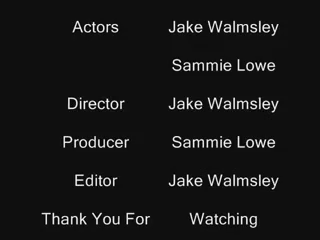 Actors Jake Walmsley
Sammie Lowe
Director Jake Walmsley
Producer Sammie Lowe
Editor Jake Walmsley
Thank You For Watching